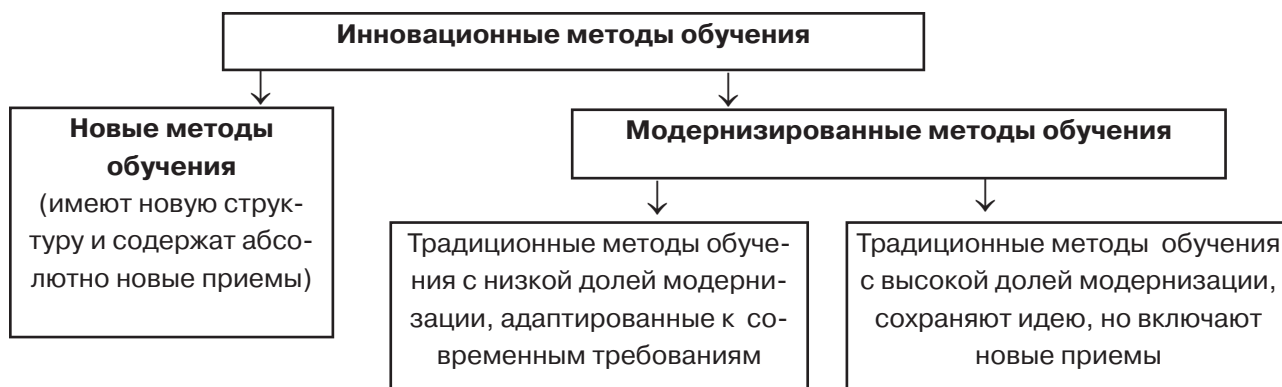 Инновационные методы обучения
Новые методы
обучения
(имеют новую струк-
туру и содержат абсо-
лютно новые приемы)
Модернизированные методы обучения
Традиционные методы обуче-
ния с низкой долей модерни-
зации, адаптированные к со-
временным требованиям
Традиционные методы обучения
с высокой долей модернизации,
сохраняют идею, но включают
новые приемы